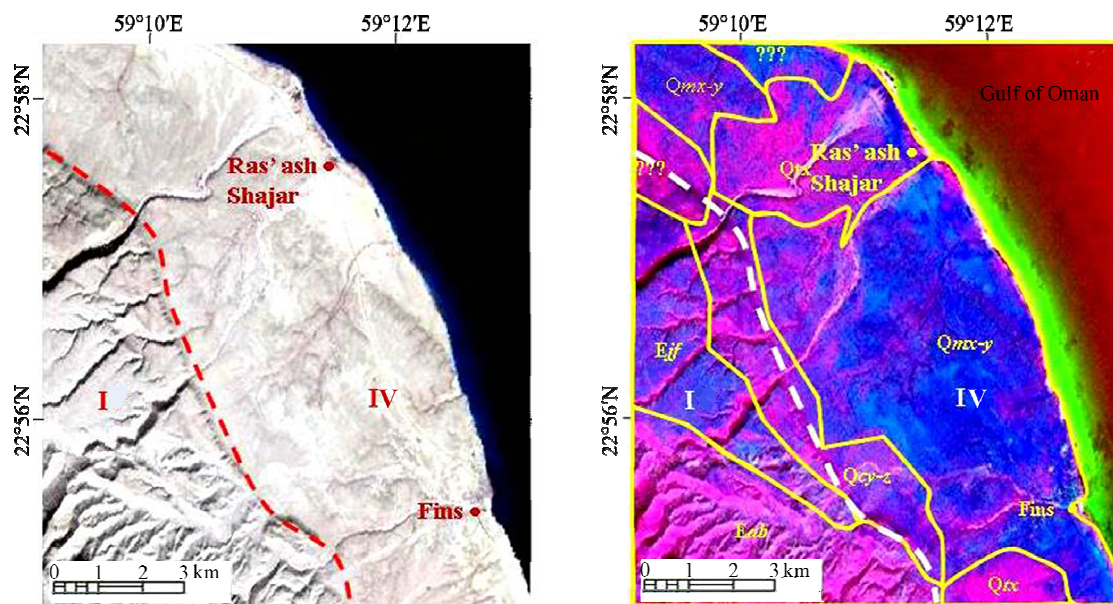 59°10'E
59°12'E
22°58'N
22°56'N
Ras' ash
Shajar
I
IV
Fins
0 1 2 3 km
59°10'E
59°12'E
22°58'N
22°56'N
???
Qmx-y
Gulf of Oman
???
Qtx
Ras' ash
Shajar
Ejf
Qmx-y
I
IV
Qcy-z
Fins
Eab
Qtx
0 1 2 3 km